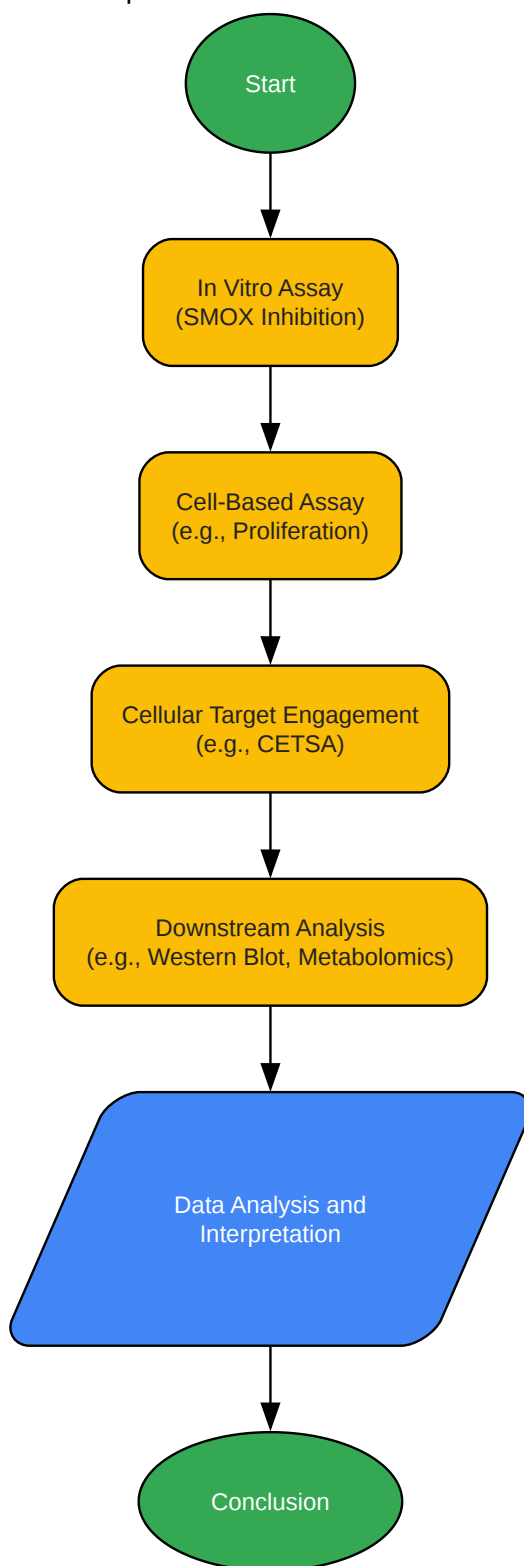 Start
In Vitro Assay
(SMOX Inhibition)
Cell-Based Assay
(e.g., Proliferation)
Cellular Target Engagement
(e.g., CETSA)
Downstream Analysis
(e.g., Western Blot, Metabolomics)
Data Analysis and
Interpretation
Conclusion